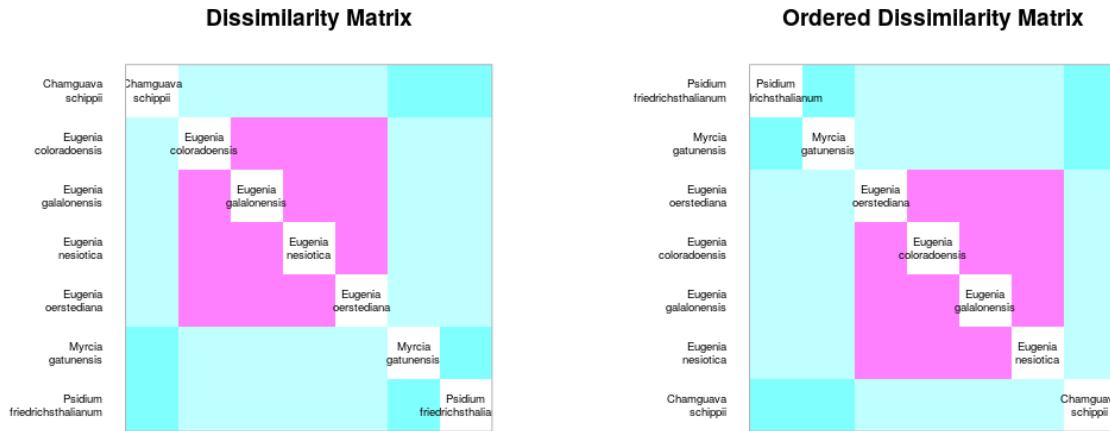 Dissimilarity Matrix
Chamguava
schippii
Eugenia
coloradoensis
Eugenia
galalonensis
Eugenia
nesiotica
Eugenia
oerstediana
Myrcia
gatunensis
Psidium
friedrichsthalianum
Chamguava
schippii
Eugenia
coloradoensis
Eugenia
galalonensis
Eugenia
nesiotica
Eugenia
oerstediana
Myrcia
gatunensis
Psidium
friedrichsthalia
Ordered Dissimilarity Matrix
Psidium
friedrichsthalianum
Myrcia
gatunensis
Eugenia
oerstediana
Eugenia
coloradoensis
Eugenia
galalonensis
Eugenia
nesiotica
Chamguava
schippii
Psidium
drichsthalianum
Myrcia
gatunensis
Eugenia
oerstediana
Eugenia
coloradoensis
Eugenia
galalonensis
Eugenia
nesiotica
Chamguava
schippii